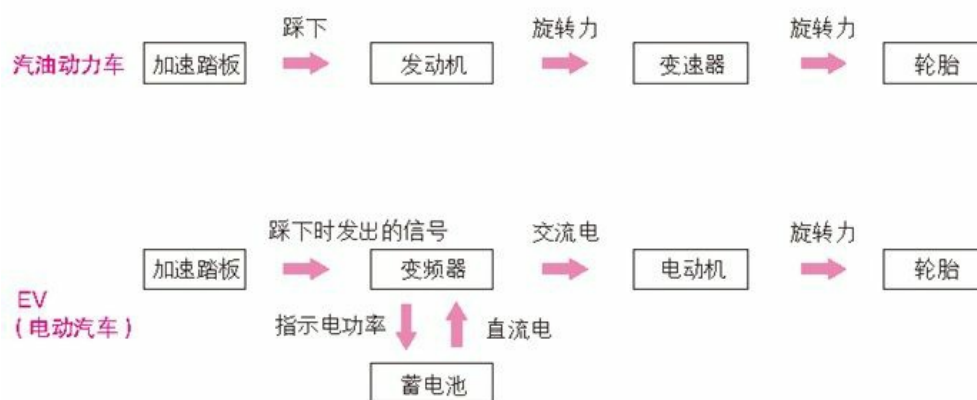 踩下
旋转力
旋转力
汽油动力车
加速踏板
发动机
变速器
轮胎
踩下时发出的信号
交流电
旋转力
加速踏板
变频器
电动机
轮胎
EV
(电动汽车)
指示电功率
直流电
蓄电池